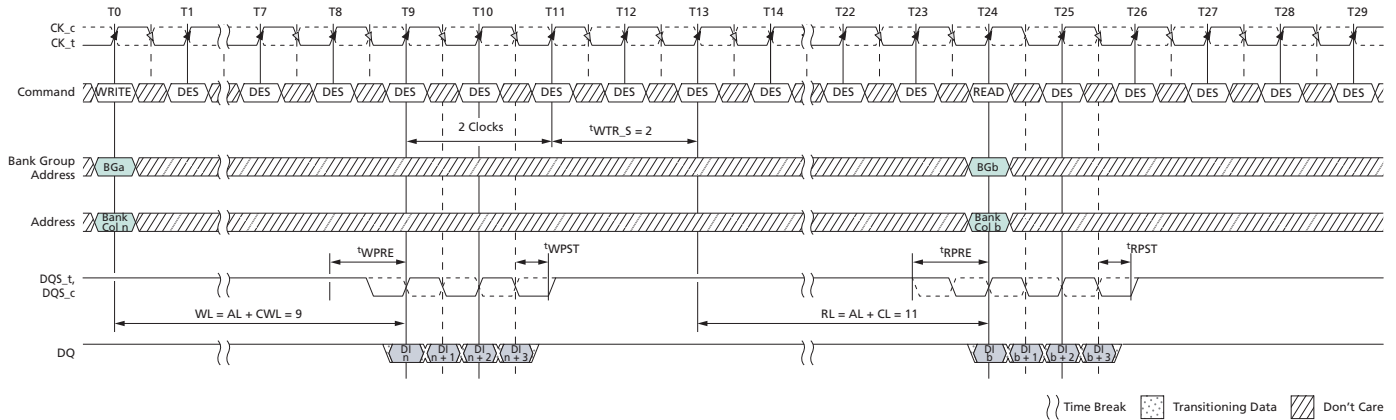 T0 T1 T7 T8 T9 T10 T11 T12 T13 T14 T22 T23 T24 T25 T26 T27 T28 T29
CK_c
CK_t
Command WRITE DES DES DES DES DES DES DES DES DES DES DES READ DES DES DES DES DES
2 Clocks tWTR_S = 2
Bank Group
Address BGa BGb
Address Bank
Col n Bank
Col b
tWPRE tWPST tRPRE tRPST
DQS_t,
DQS_c
WL = AL + CWL = 9 RL = AL + CL = 11
DQ DI
n DI
n + 1 DI
n + 2 DI
n + 3 DI
b DI
b + 1 DI
b + 2 DI
b + 3
Time Break Transitioning Data Don't Care